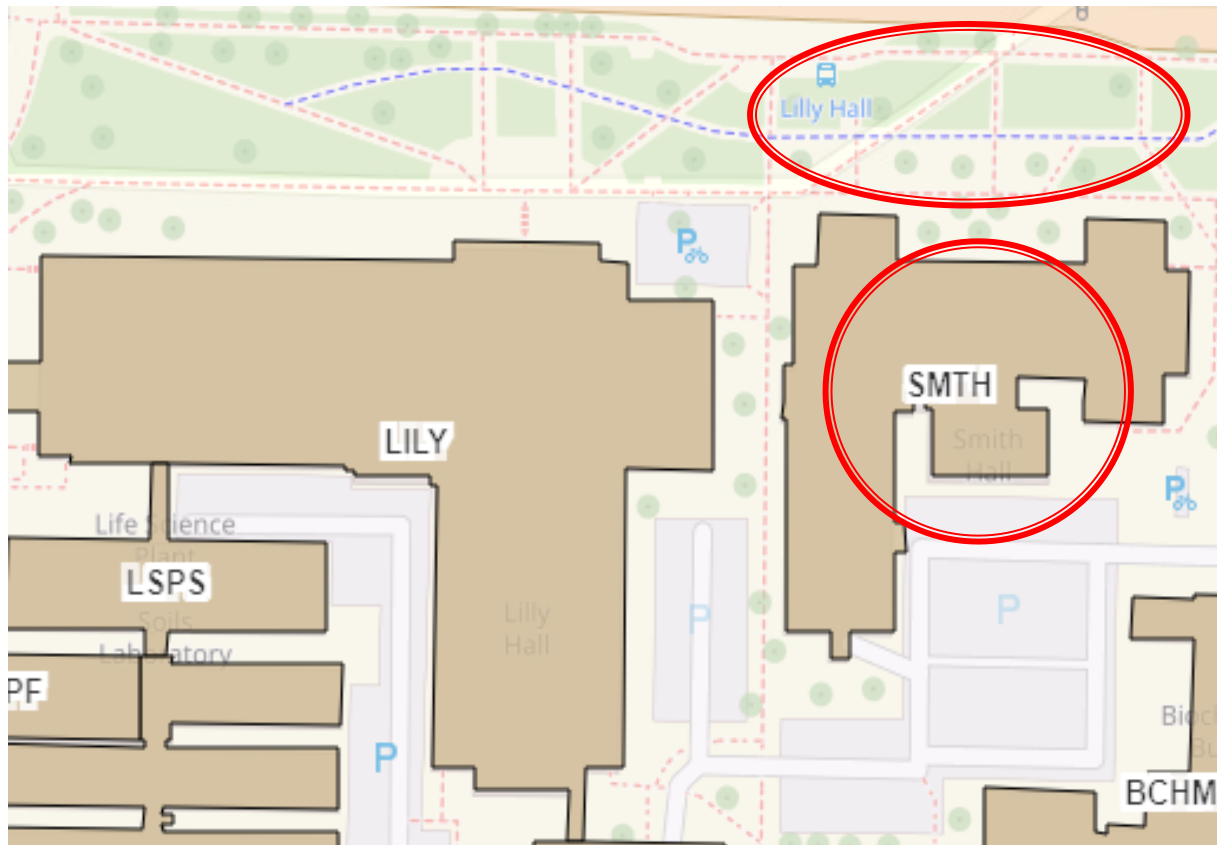 Lilly Hall
P
SMTH
Smith
Hall
LILY
P
Life Science
Plant
LSPS
Soils
Laboratory
Lilly
Hall
P
P
PF
P
BCHM